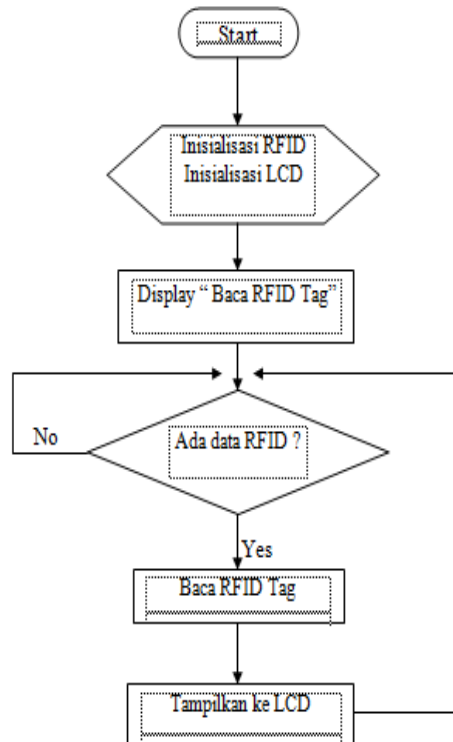 Start
Inisialisasi RFID
Inisialisasi LCD
Display “ Baca RFID Tag”
Ada data RFID ?
No
Yes
Baca RFID Tag
Tampilkan ke LCD